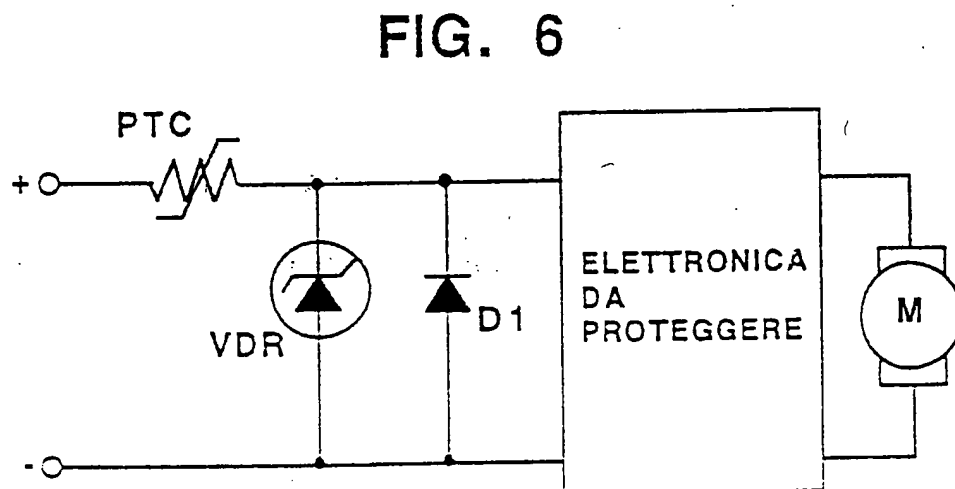 FIG. 6
PTC
+
VDR
D1
ELETTRONICA
DA
PROTEGGERE
M
-